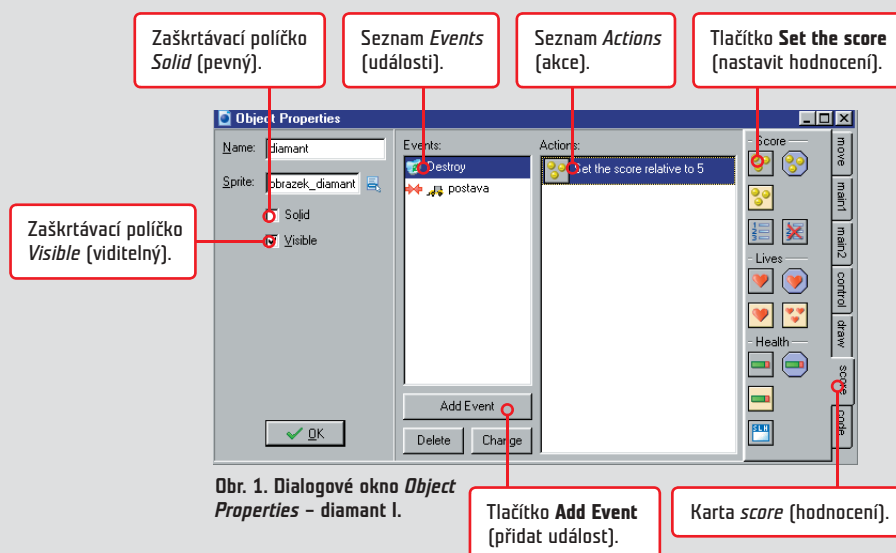 Zaškrtávací políčko
Solid (pevný).
Seznam Events
(události).
Seznam Actions
(akce).
Tlačítko Set the score
(nastavit hodnocení).
Object Properties
Name: diamant
Sprite: obrazek_diamant
Solid
Visible
OK
Zaškrtávací políčko
Visible (viditelný).
Events:
Destroy
postava
Add Event
Delete Change
Actions:
Set the score relative to 5
Score
Lives
Health
move
main1
main2
control
draw
score
code
Obr. 1. Dialogové okno Object
Properties – diamant I.
Tlačítko Add Event
(přidat událost).
Karta score (hodnocení).